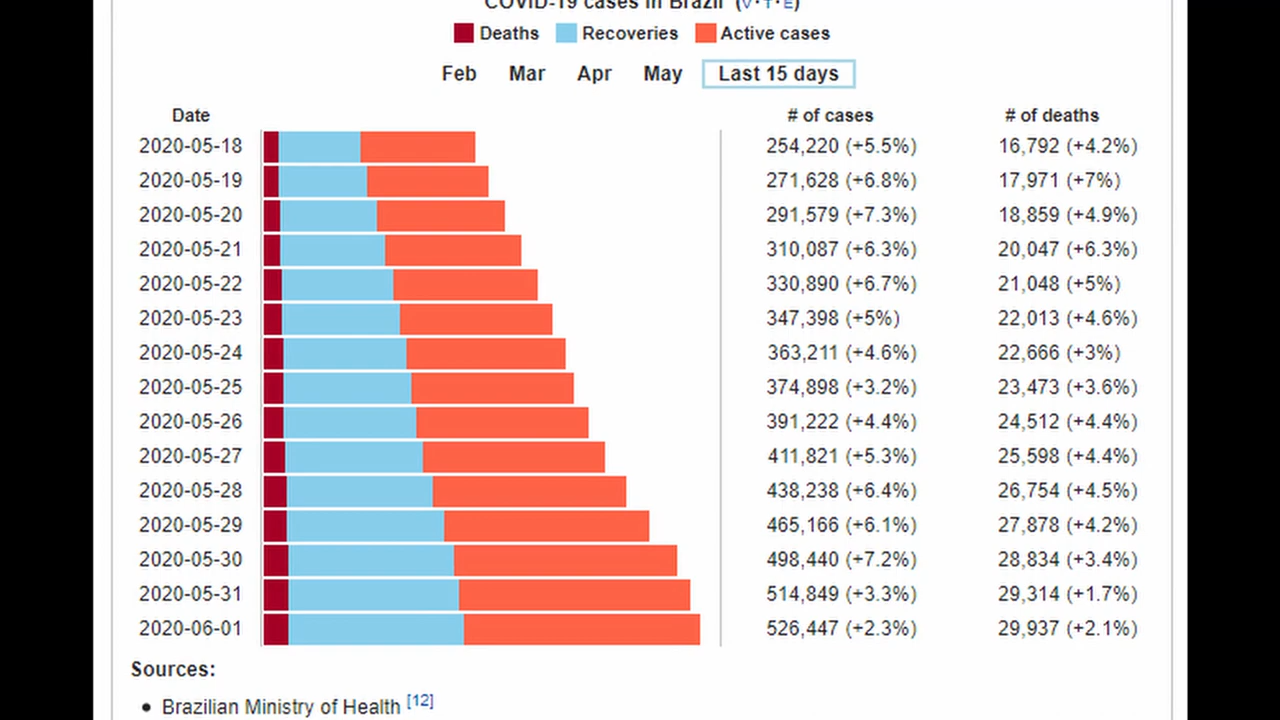 COVID-19 cases in Brazil (V·T·E)
Deaths Recoveries Active cases
Feb Mar Apr May Last 15 days
Date # of cases # of deaths
2020-05-18 254,220 (+5.5%) 16,792 (+4.2%)
2020-05-19 271,628 (+6.8%) 17,971 (+7%)
2020-05-20 291,579 (+7.3%) 18,859 (+4.9%)
2020-05-21 310,087 (+6.3%) 20,047 (+6.3%)
2020-05-22 330,890 (+6.7%) 21,048 (+5%)
2020-05-23 347,398 (+5%) 22,013 (+4.6%)
2020-05-24 363,211 (+4.6%) 22,666 (+3%)
2020-05-25 374,898 (+3.2%) 23,473 (+3.6%)
2020-05-26 391,222 (+4.4%) 24,512 (+4.4%)
2020-05-27 411,821 (+5.3%) 25,598 (+4.4%)
2020-05-28 438,238 (+6.4%) 26,754 (+4.5%)
2020-05-29 465,166 (+6.1%) 27,878 (+4.2%)
2020-05-30 498,440 (+7.2%) 28,834 (+3.4%)
2020-05-31 514,849 (+3.3%) 29,314 (+1.7%)
2020-06-01 526,447 (+2.3%) 29,937 (+2.1%)
Sources:
• Brazilian Ministry of Health [12]